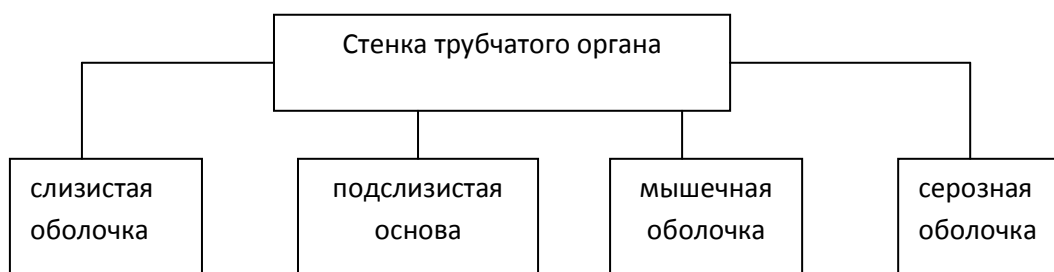 Стенка трубчатого органа
слизистая
оболочка
подслизистая
основа
мышечная
оболочка
серозная
оболочка